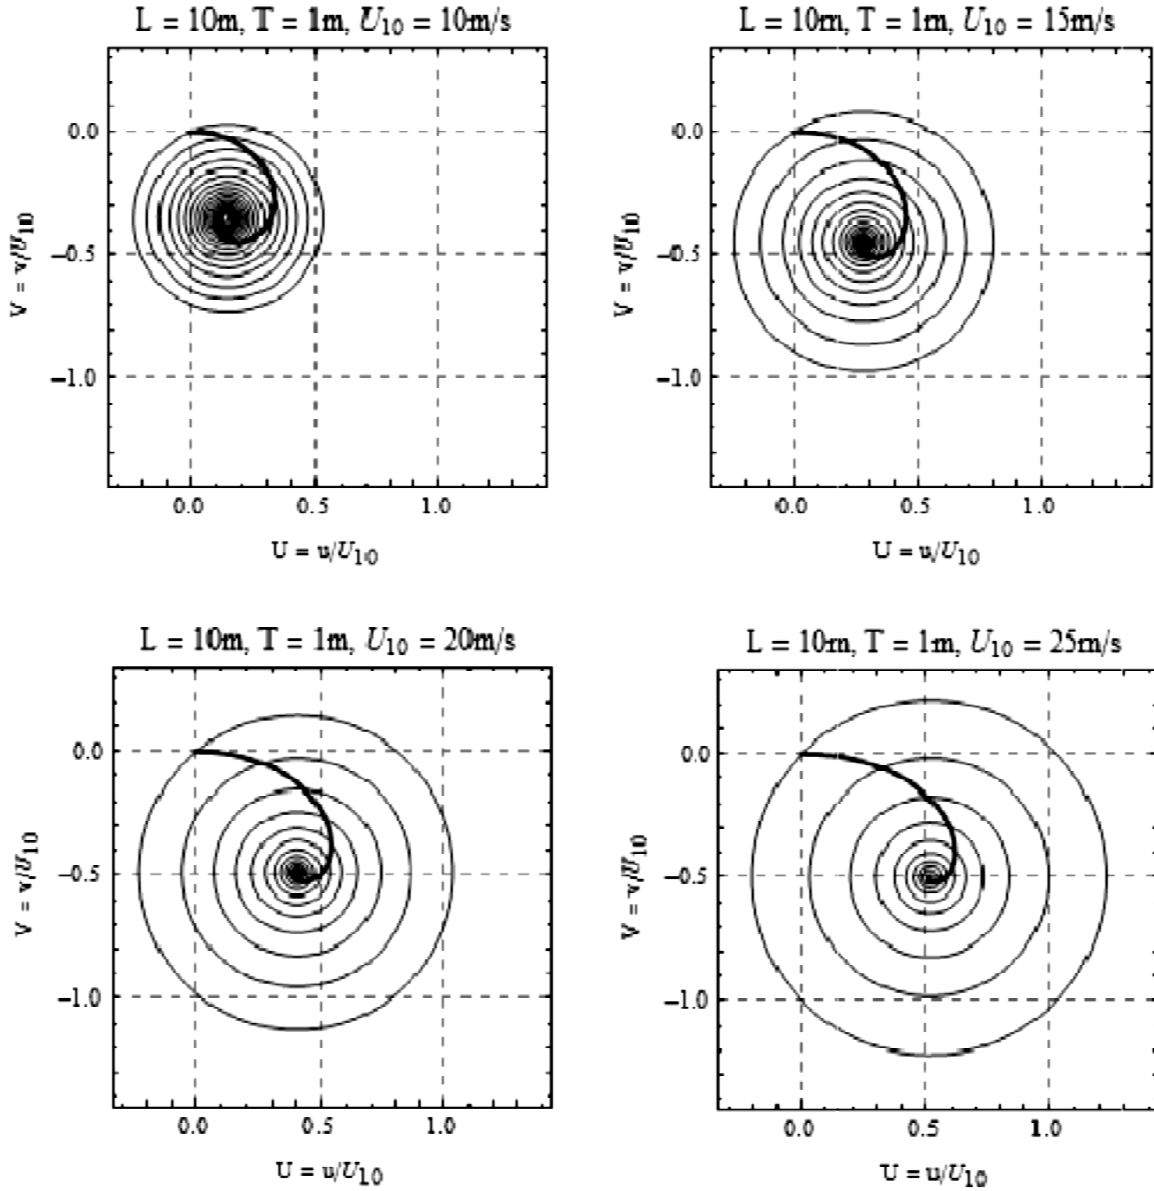 L = 10m, T = 1m, U10 = 10m/s
0.0
−0.5
−1.0
V = v/U10
0.0 0.5 1.0
U = u/U10
L = 10m, T = 1m, U10 = 15m/s
0.0
−0.5
−1.0
V = v/U10
0.0 0.5 1.0
U = u/U10
L = 10m, T = 1m, U10 = 20m/s
0.0
−0.5
−1.0
V = v/U10
0.0 0.5 1.0
U = u/U10
L = 10m, T = 1m, U10 = 25m/s
0.0
−0.5
−1.0
V = v/U10
0.0 0.5 1.0
U = u/U10